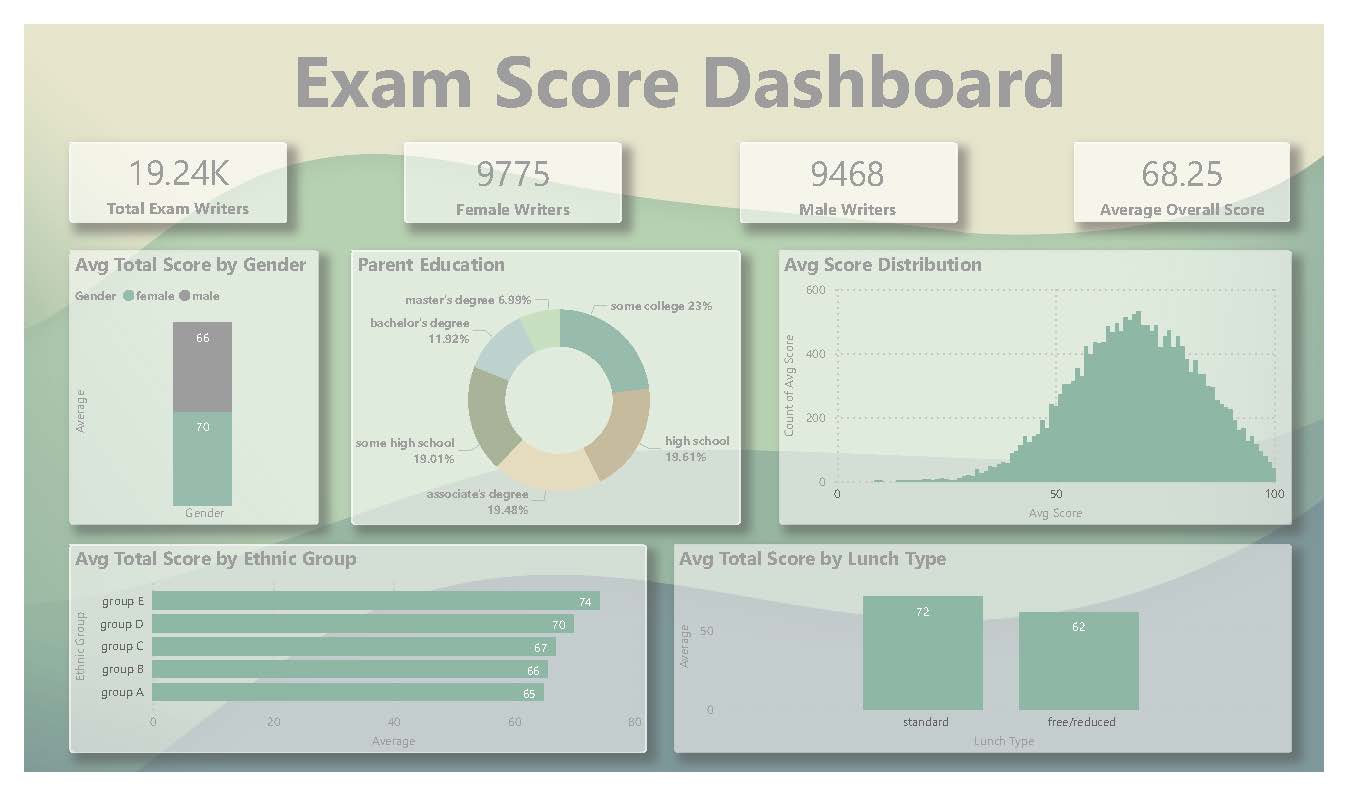 Exam Score Dashboard
19.24K
Total Exam Writers
9775
Female Writers
9468
Male Writers
68.25
Average Overall Score
Avg Total Score by Gender
Gender female male
66
70
Average
Gender
Parent Education
master's degree 6.99%
some college 23%
bachelor's degree
11.92%
some high school
19.01%
high school
19.61%
associate's degree
19.48%
Avg Score Distribution
600
400
200
0
Count of Avg Score
0 50 100
Avg Score
Avg Total Score by Ethnic Group
Ethnic Group
group E 74
group D 70
group C 67
group B 66
group A 65
0 20 40 60 80
Average
Avg Total Score by Lunch Type
Average
50
0
72
62
standard free/reduced
Lunch Type